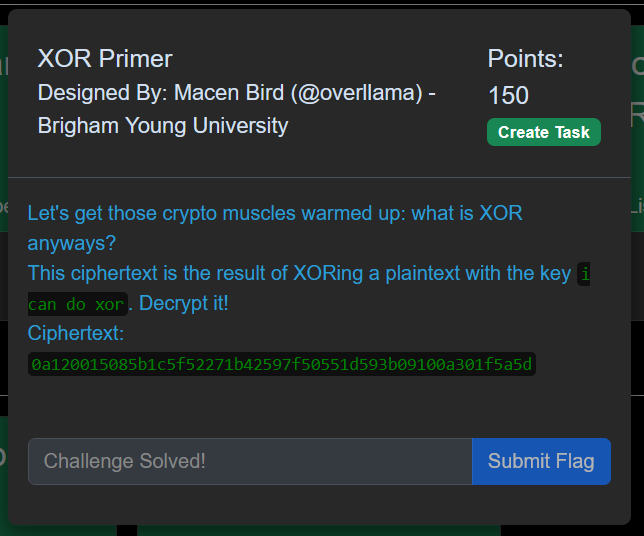 XOR Primer
Designed By: Macen Bird (@overllama) -
Brigham Young University
Points:
150
Create Task
Let's get those crypto muscles warmed up: what is XOR
anyways?
This ciphertext is the result of XORing a plaintext with the key i
can do xor. Decrypt it!
Ciphertext:
0a120015085b1c5f52271b42597f50551d593b09100a301f5a5d
Challenge Solved!
Submit Flag